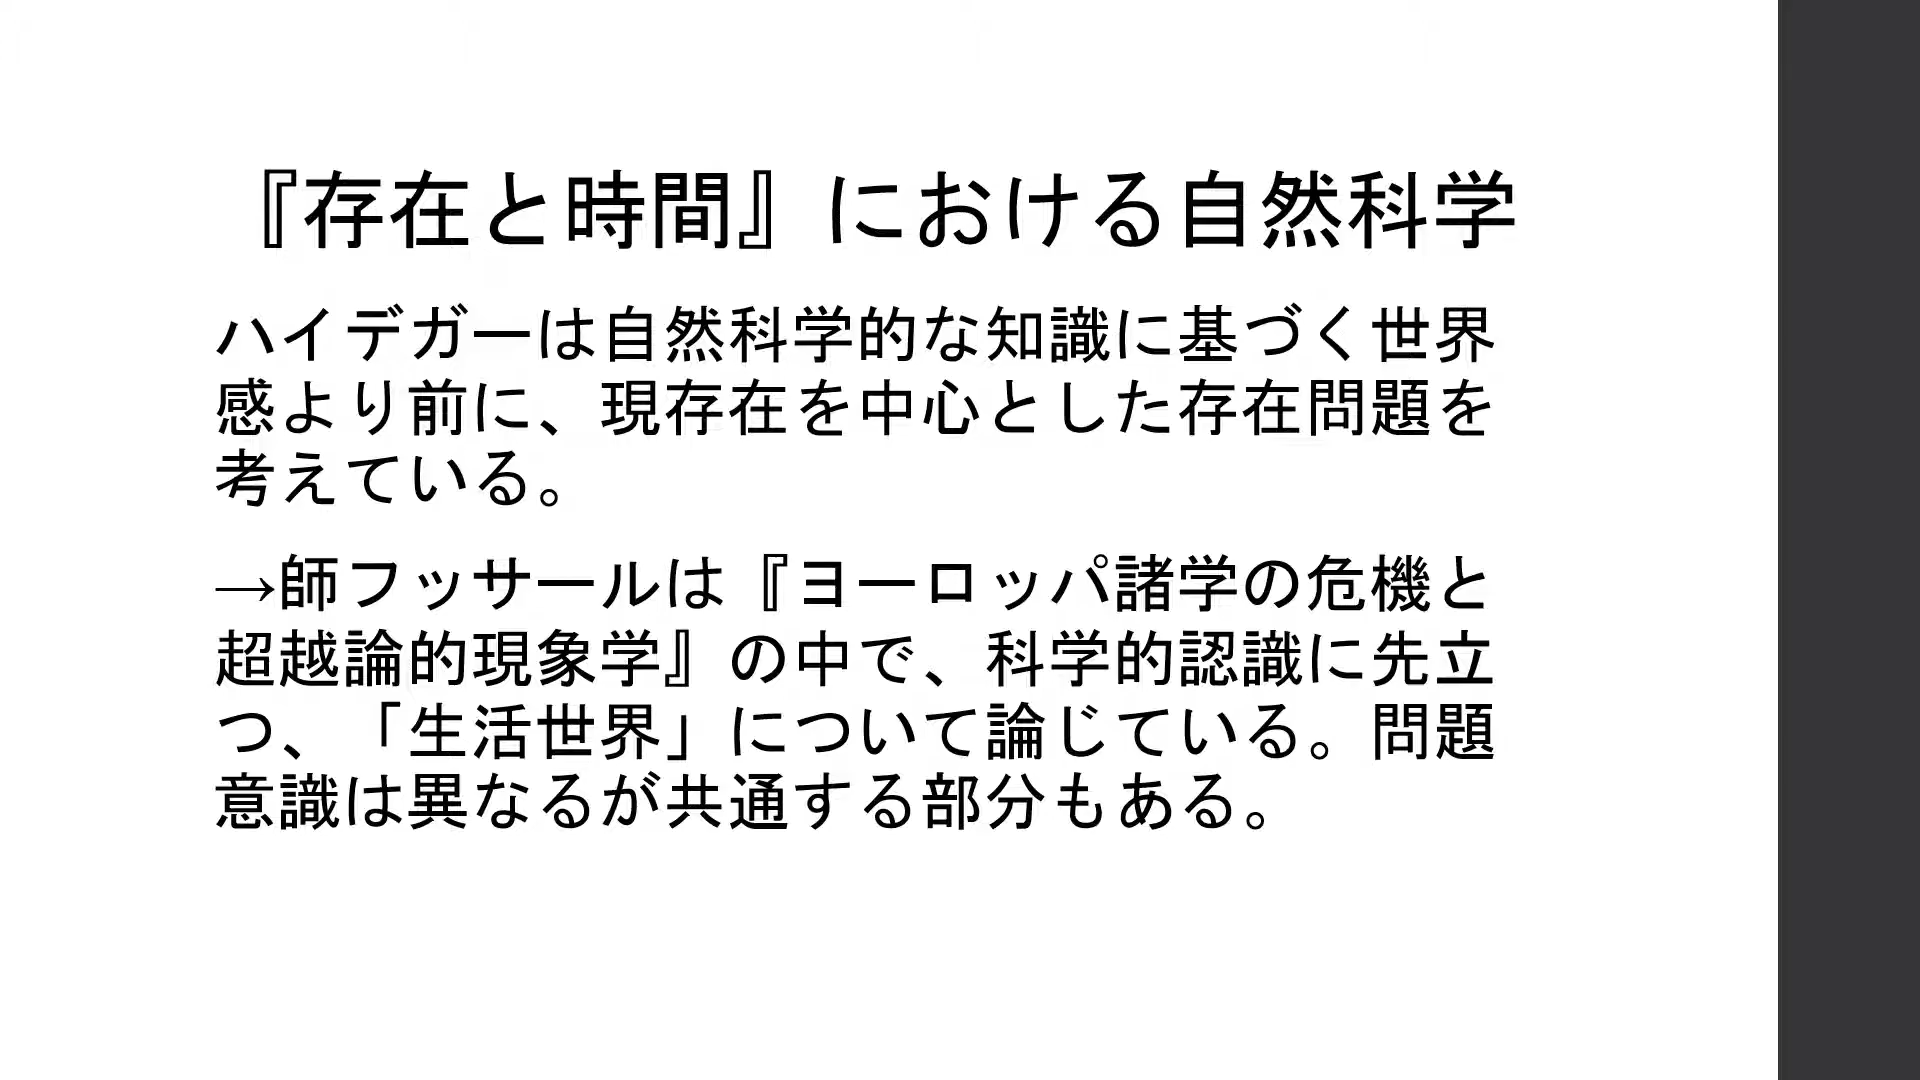 『存在と時間』における自然科学
ハイデガーは自然科学的な知識に基づく世界
感より前に、現存在を中心とした存在問題を
考えている。
→師フッサールは『ヨーロッパ諸学の危機と
超越論的現象学』の中で、科学的認識に先立
つ、「生活世界」について論じている。問題
意識は異なるが共通する部分もある。